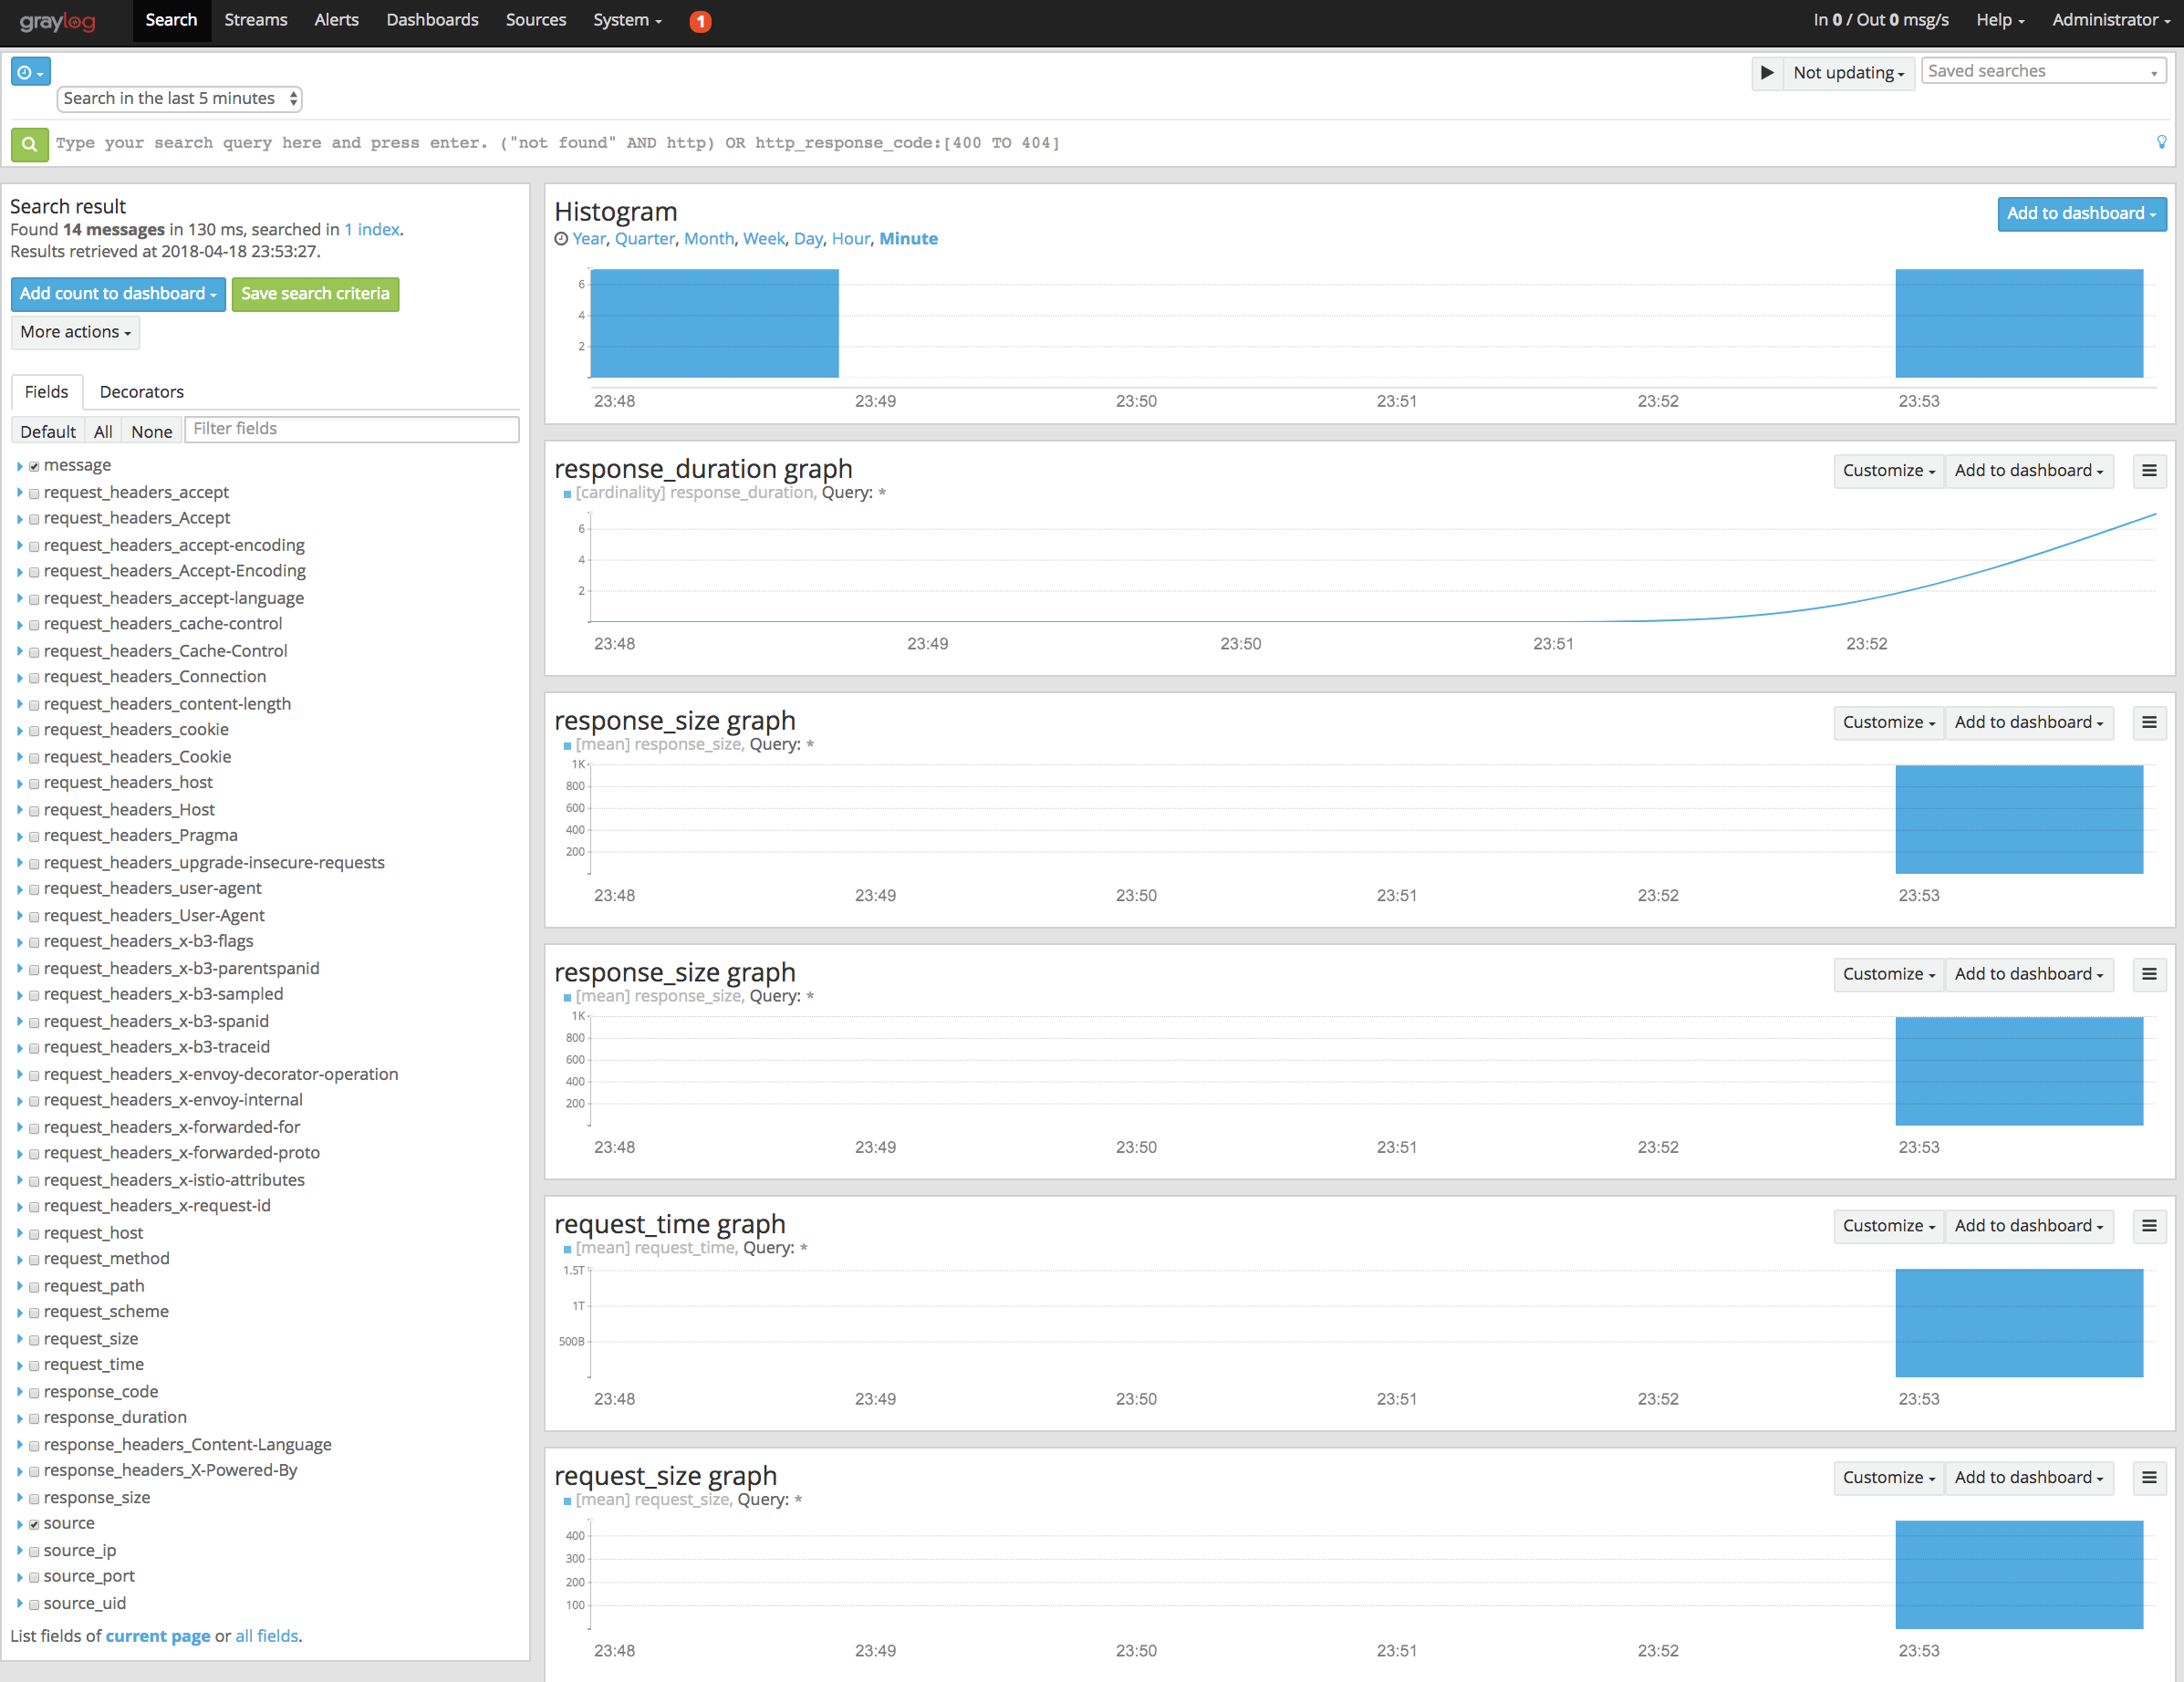 graylog Search Streams Alerts Dashboards Sources System 1 In 0 / Out 0 msg/s Help Administrator
Not updating Saved searches
Search in the last 5 minutes
Type your search query here and press enter. ("not found" AND http) OR http_response_code:[400 TO 404]
Search result
Found 14 messages in 130 ms, searched in 1 index.
Results retrieved at 2018-04-18 23:53:27.
Add count to dashboard Save search criteria
More actions
Fields Decorators
Default All None Filter fields
message
request_headers_accept
request_headers_Accept
request_headers_accept-encoding
request_headers_Accept-Encoding
request_headers_accept-language
request_headers_cache-control
request_headers_Cache-Control
request_headers_Connection
request_headers_content-length
request_headers_cookie
request_headers_Cookie
request_headers_host
request_headers_Host
request_headers_Pragma
request_headers_upgrade-insecure-requests
request_headers_user-agent
request_headers_User-Agent
request_headers_x-b3-flags
request_headers_x-b3-parentspanid
request_headers_x-b3-sampled
request_headers_x-b3-spanid
request_headers_x-b3-traceid
request_headers_x-envoy-decorator-operation
request_headers_x-envoy-internal
request_headers_x-forwarded-for
request_headers_x-forwarded-proto
request_headers_x-istio-attributes
request_headers_x-request-id
request_host
request_method
request_path
request_scheme
request_size
request_time
response_code
response_duration
response_headers_Content-Language
response_headers_X-Powered-By
response_size
source
source_ip
source_port
source_uid
List fields of current page or all fields.
Histogram Add to dashboard
Year, Quarter, Month, Week, Day, Hour, Minute
6
4
2
23:48 23:49 23:50 23:51 23:52 23:53
response_duration graph Customize Add to dashboard
[cardinality] response_duration, Query: *
6
4
2
23:48 23:49 23:50 23:51 23:52
response_size graph Customize Add to dashboard
[mean] response_size, Query: *
1K
800
600
400
200
23:48 23:49 23:50 23:51 23:52 23:53
response_size graph Customize Add to dashboard
[mean] response_size, Query: *
1K
800
600
400
200
23:48 23:49 23:50 23:51 23:52 23:53
request_time graph Customize Add to dashboard
[mean] request_time, Query: *
1.5T
1T
500B
23:48 23:49 23:50 23:51 23:52 23:53
request_size graph Customize Add to dashboard
[mean] request_size, Query: *
400
300
200
100
23:48 23:49 23:50 23:51 23:52 23:53